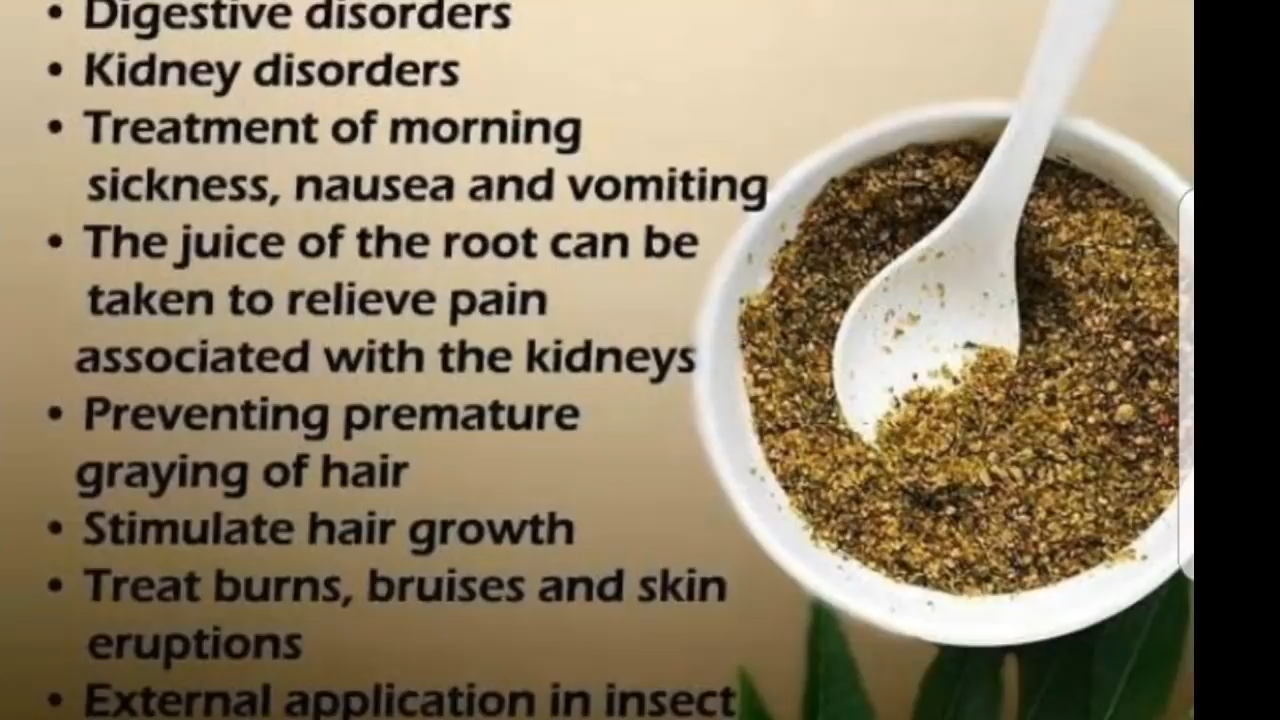 • Digestive disorders
• Kidney disorders
• Treatment of morning
sickness, nausea and vomiting
• The juice of the root can be
taken to relieve pain
associated with the kidneys
• Preventing premature
graying of hair
• Stimulate hair growth
• Treat burns, bruises and skin
eruptions
• External application in insect